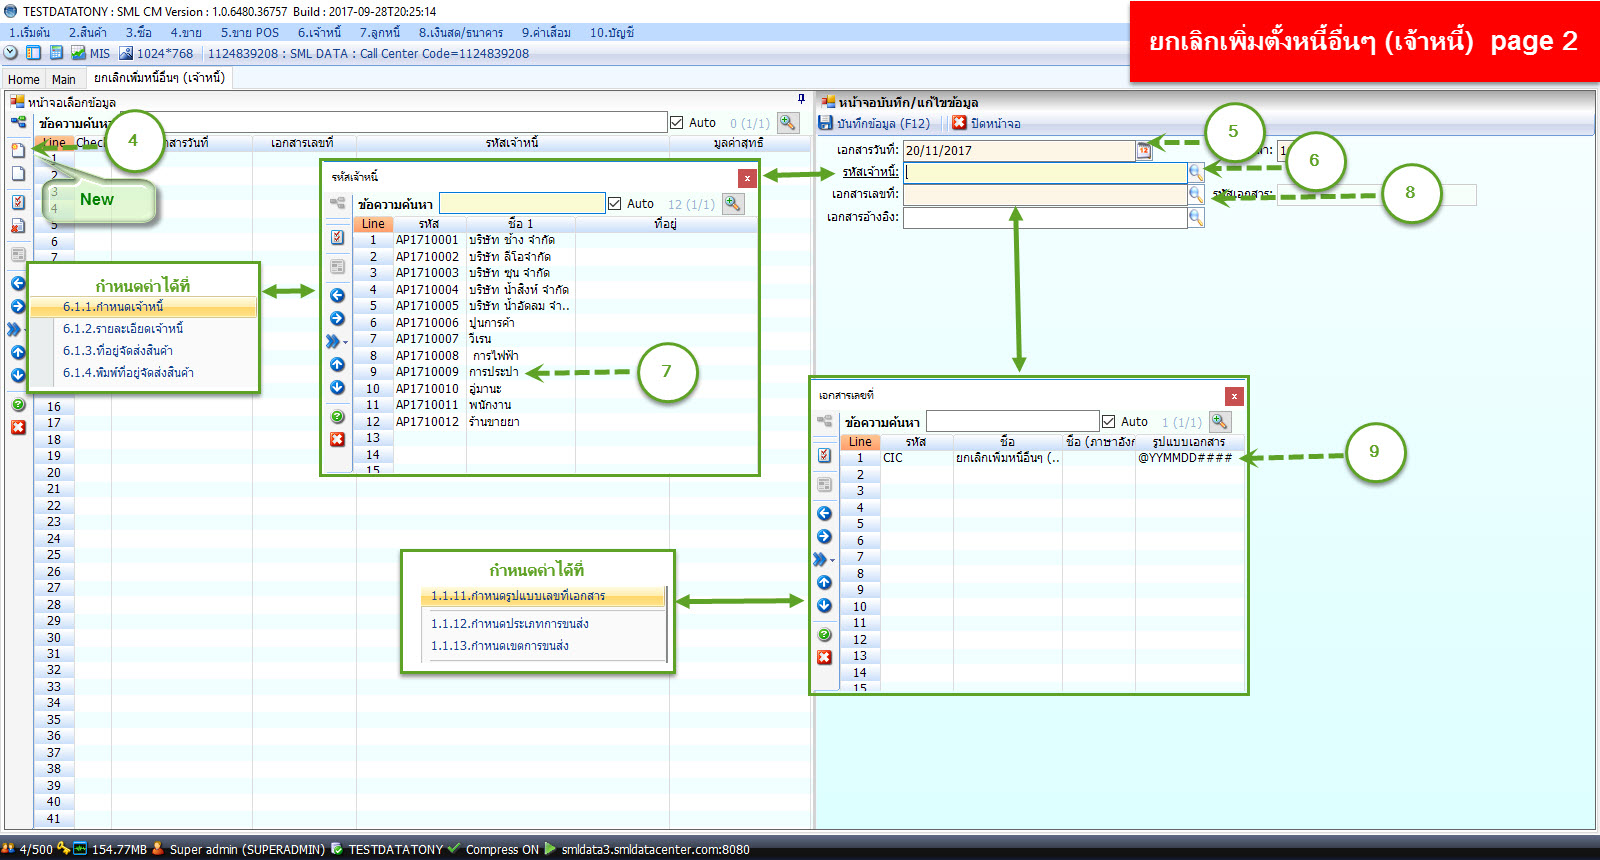 TESTDATATONY : SML CM Version : 1.0.6480.36757  Build : 2017-09-28T20:25:14
ยกเลิกเพิ่มตั้งหนี้อื่นๆ (เจ้าหนี้)  page 2
1.เริ่มต้น 2.สินค้า 3.ซื้อ 4.ขาย 5.ขาย POS 6.เจ้าหนี้ 7.ลูกหนี้ 8.เงินสด/ธนาคาร 9.ค่าเสื่อม 10.บัญชี
MIS 1024*768 1124839208 : SML DATA : Call Center Code=1124839208
Home Main ยกเลิกเพิ่มหนี้อื่นๆ (เจ้าหนี้)
หน้าจอเลือกข้อมูล
ข้อความค้นหา Auto 0 (1/1)
Line Check เอกสารวันที่ เอกสารเลขที่ รหัสเจ้าหนี้ มูลค่าสุทธิ
1
2
3
4
5
6
7
16
17
18
19
20
21
22
23
24
25
26
27
28
29
30
31
32
33
34
35
36
37
38
39
40
41
4
New
กำหนดค่าได้ที่
6.1.1.กำหนดเจ้าหนี้
6.1.2.รายละเอียดเจ้าหนี้
6.1.3.ที่อยู่จัดส่งสินค้า
6.1.4.พิมพ์ที่อยู่จัดส่งสินค้า
รหัสเจ้าหนี้
x
ข้อความค้นหา Auto 12 (1/1)
Line รหัส ชื่อ 1 ที่อยู่
1 AP1710001 บริษัท ช้าง จำกัด
2 AP1710002 บริษัท ลีโอจำกัด
3 AP1710003 บริษัท ซุน จำกัด
4 AP1710004 บริษัท น้ำสิงห์ จำกัด
5 AP1710005 บริษัท น้ำอัดลม จำ..
6 AP1710006 ปูนการค้า
7 AP1710007 วีเรน
8 AP1710008 การไฟฟ้า
9 AP1710009 การประปา
10 AP1710010 อู่มานะ
11 AP1710011 พนักงาน
12 AP1710012 ร้านขายยา
13
14
15
7
กำหนดค่าได้ที่
1.1.11.กำหนดรูปแบบเลขที่เอกสาร
1.1.12.กำหนดประเภทการขนส่ง
1.1.13.กำหนดเขตการขนส่ง
หน้าจอบันทึก/แก้ไขข้อมูล
บันทึกข้อมูล (F12) ปิดหน้าจอ
เอกสารวันที่: 20/11/2017
รหัสเจ้าหนี้:
เอกสารเลขที่: รหัสเอกสาร:
เอกสารอ้างอิง:
5
6
8
เอกสารเลขที่
x
ข้อความค้นหา Auto 1 (1/1)
Line รหัส ชื่อ ชื่อ (ภาษาอังก รูปแบบเอกสาร
1 CIC ยกเลิกเพิ่มหนี้อื่นๆ (.. @YYMMDD####
2
3
4
5
6
7
8
9
10
11
12
13
14
15
9
4/500 154.77MB Super admin (SUPERADMIN) TESTDATATONY Compress ON smldata3.smldatacenter.com:8080